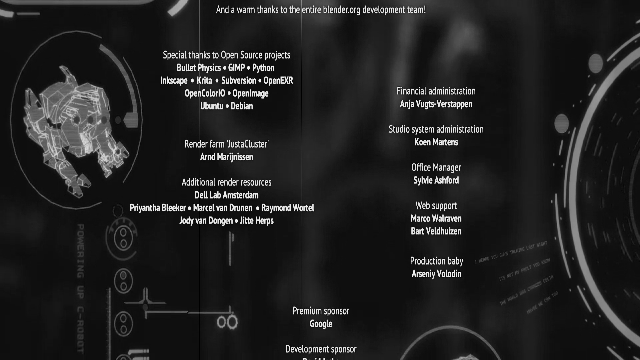 And a warm thanks to the entire blender.org development team!
Special thanks to Open Source projects
Bullet Physics • GIMP • Python
Inkscape • Krita • Subversion • OpenEXR
OpenColorIO • OpenImage
Ubuntu • Debian
Render farm 'JustaCluster'
Arnd Marijnissen
Additional render resources
Dell Lab Amsterdam
Priyantha Bleeker • Marcel van Drunen • Raymond Wortel
Jody van Dongen • Jitte Herps
Financial administration
Anja Vugts-Verstappen
Studio system administration
Koen Martens
Office Manager
Sylvie Ashford
Web support
Marco Walraven
Bart Veldhuizen
Production baby
Arseniy Volodin
Premium sponsor
Google
Development sponsor
POWERING UP C-ROBOT